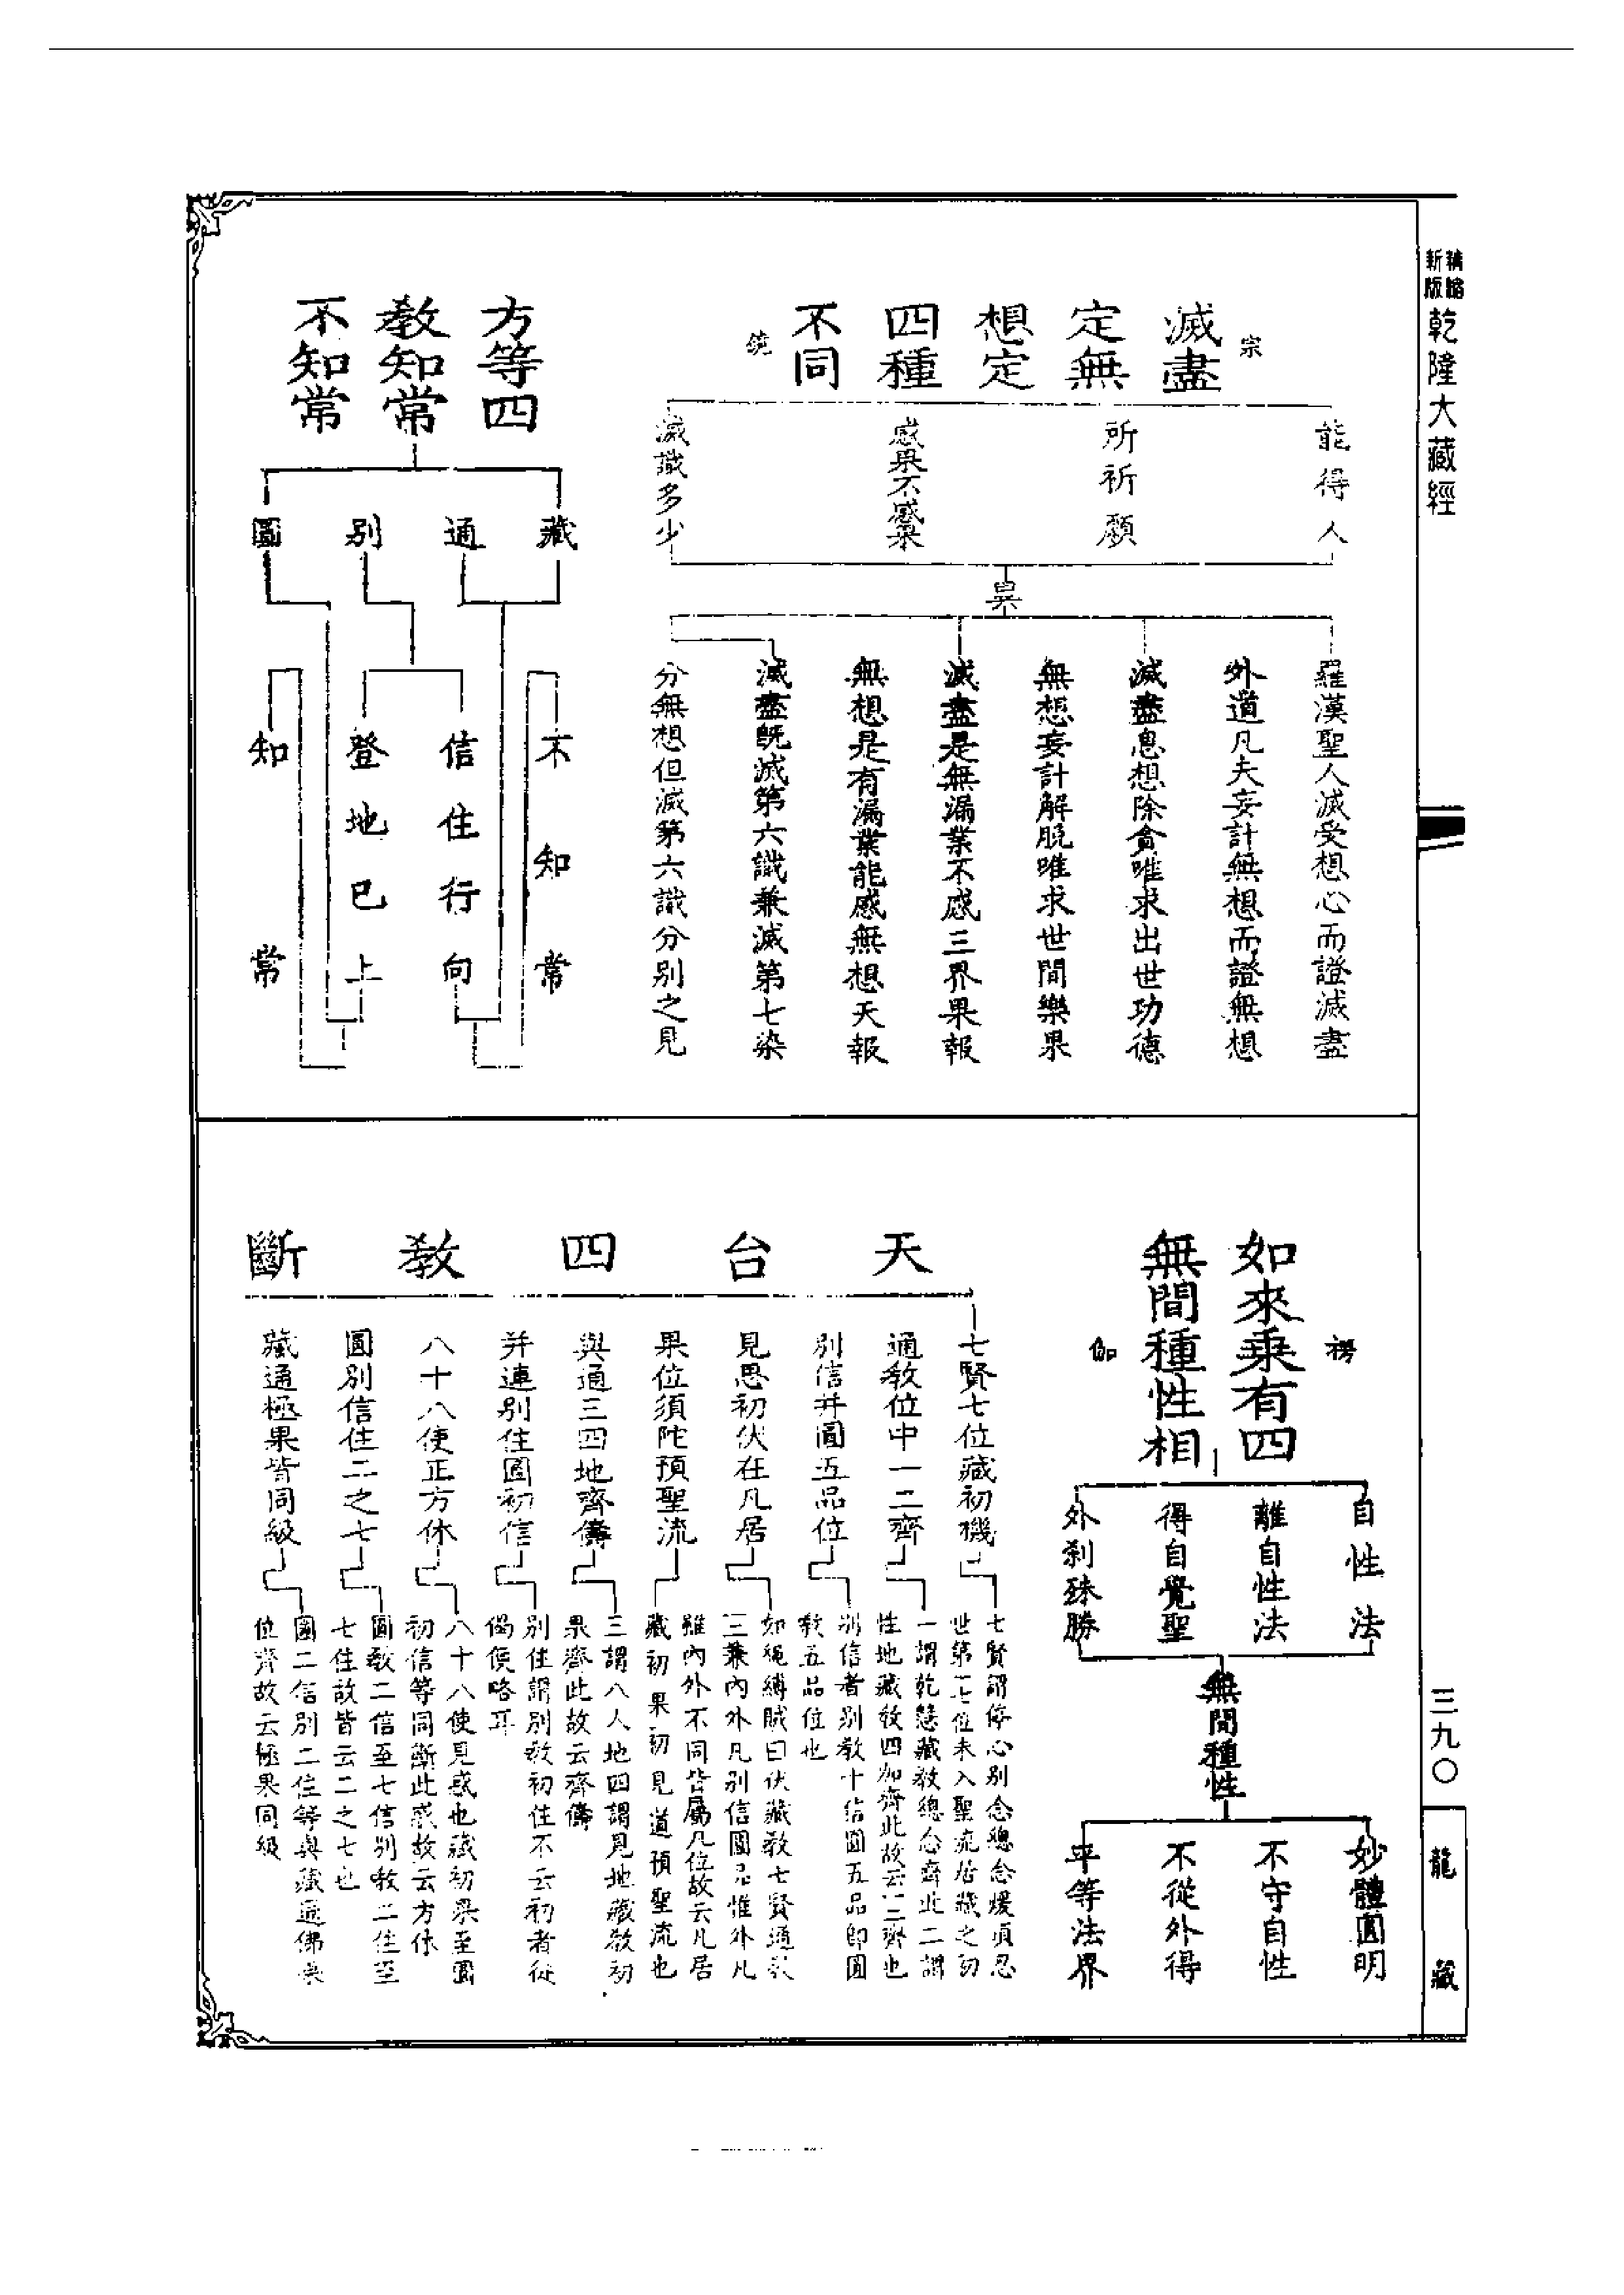 新版
精縮
乾隆大藏經
宗
滅盡
定無
想定
四種
不同
鏡
能得人
所祈願
感果不感果
滅識多少
異
羅漢聖人滅受想心而證滅盡
外道凡夫妄計無想而證無想
滅盡息想除貪唯求出世功德
無想妄計解脫唯求世間樂果
滅盡是無漏業不感三界果報
無想是有漏業能感無想天報
滅盡既滅第六識兼滅第七染
分無想但滅第六識分別之見
方等四
教知常
不知常
藏
通
別
圓
不知常
信住行向
登地已上
知常
楞
如來乘有四
無間種性相
伽
自性法
離自性法
得自覺聖
外刹殊勝
無間種性
妙體圓明
不守自性
不從外得
平等法界
天台四教斷
七賢七位藏初機
七賢謂停心別念總念煖頂忍
世第一七位未入聖流居藏之初
通教位中一二齊
一謂乾慧藏教總念齊此二謂
性地藏教四加齊此故云一二齊也
別信并圓五品位
別信者別教十信圓五品即圓
教五品位也
見思初伏在凡居
如繩縛賊曰伏藏教七賢通教
三兼內外凡別信圓品惟外凡
雖內外不同皆屬凡位故云凡居
果位須陀預聖流
藏初果初見道預聖流也
與通三四地齊儔
三謂八人地四謂見地藏教初
果齊此故云齊儔
并連別住圓初信
別住謂別教初住不云初者從
偈便略耳
八十八使正方休
八十八使見惑也藏初果至圓
初信等同斷此惑故云方休
圓別信住二之七
圓教二信至七信別教二住至
七住故皆云二之七也
藏通極果皆同級
圓二信別二住等與藏通佛果
位齊故云極果同級
三九〇
龍藏